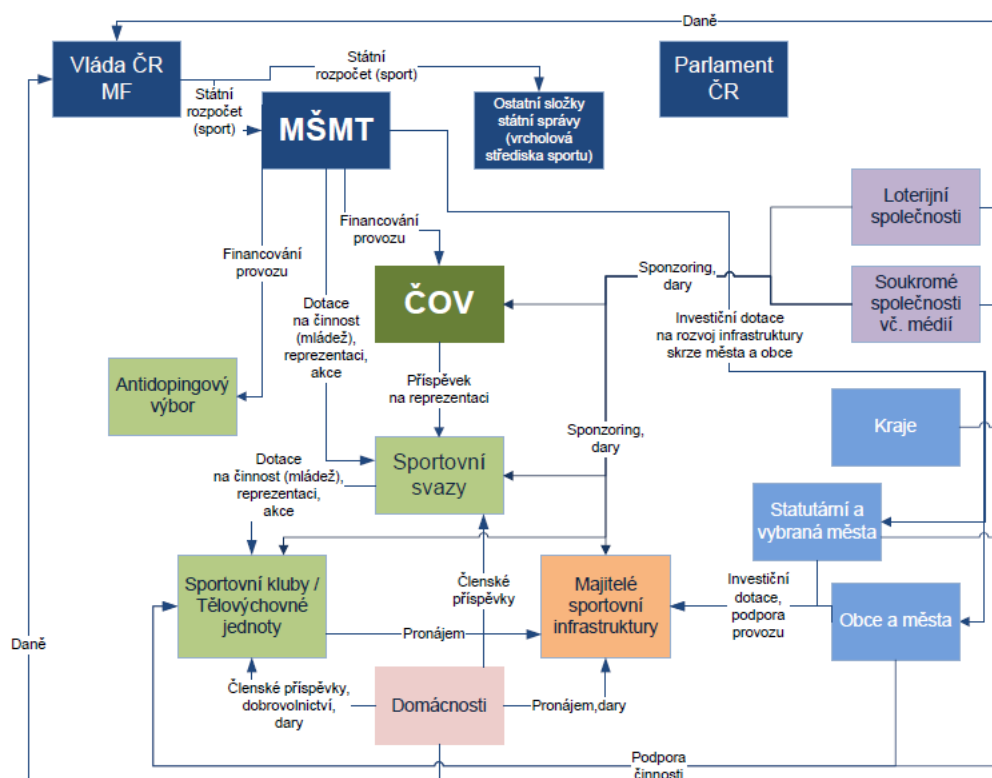 Daně
Vláda ČR
MF
Státní
rozpočet (sport)
Parlament
ČR
Státní
rozpočet
(sport)
MŠMT
Ostatní složky
státní správy
(vrcholová
střediska sportu)
Loterijní
společnosti
Financování
provozu
Financování
provozu
Sponzoring,
dary
ČOV
Soukromé
společnosti
vč. médií
Dotace
na činnost
(mládež),
reprezentaci,
akce
Investiční dotace
na rozvoj infrastruktury
skrze města a obce
Antidopingový
výbor
Příspěvek
na reprezentaci
Kraje
Sponzoring,
dary
Dotace
na činnost (mládež),
reprezentaci,
akce
Sportovní
svazy
Statutární a
vybraná města
Sportovní kluby /
Tělovýchovné
jednoty
Členské
příspěvky
Majitelé
sportovní
infrastruktury
Investiční
dotace,
podpora
provozu
Obce a města
Pronájem
Daně
Členské příspěvky,
dobrovolnictví,
dary
Domácnosti
Pronájem,dary
Podpora
činnosti